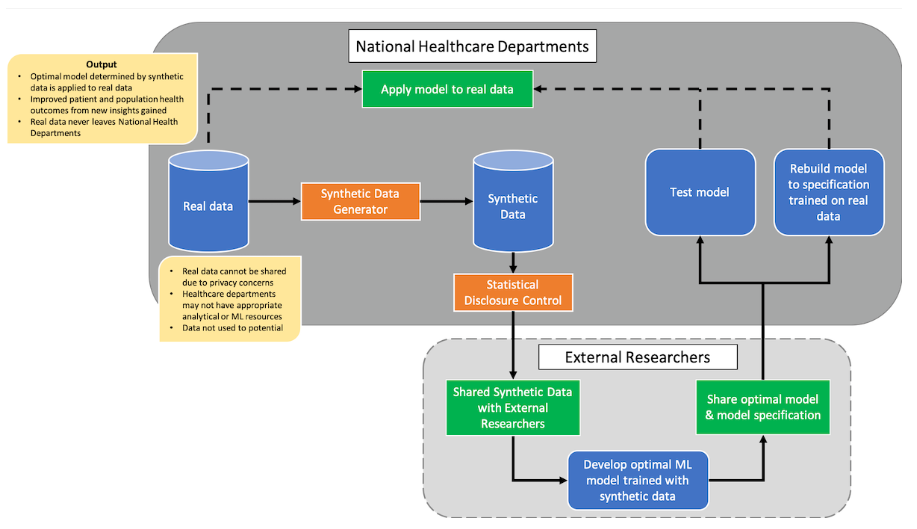 National Healthcare Departments
Output
• Optimal model determined by synthetic
data is applied to real data
• Improved patient and population health
outcomes from new insights gained
• Real data never leaves National Health
Departments
Apply model to real data
Real data
Synthetic Data
Generator
Synthetic
Data
Test model
Rebuild model
to specification
trained on real
data
• Real data cannot be shared
due to privacy concerns
• Healthcare departments
may not have appropriate
analytical or ML resources
• Data not used to potential
Statistical
Disclosure Control
External Researchers
Shared Synthetic Data
with External
Researchers
Share optimal model
& model specification
Develop optimal ML
model trained with
synthetic data